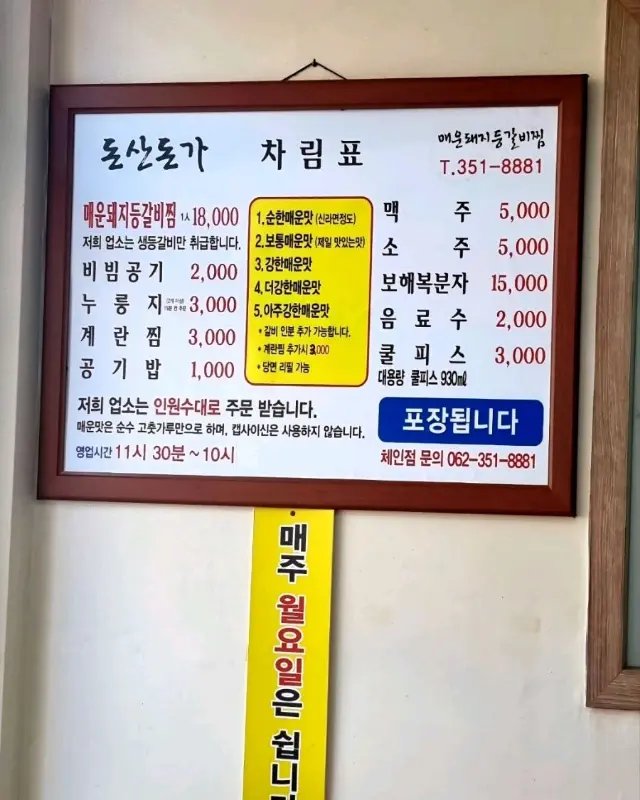 돈산돈가 차림표
매운돼지등갈비찜
T.351-8881
매운돼지등갈비찜 1人 18,000
저희 업소는 생등갈비만 취급합니다.
비빔공기 2,000
누룽지 3,000
계란찜 3,000
공기밥 1,000
1.순한매운맛 (신라면정도)
2.보통매운맛 (제일 맛있는맛)
3.강한매운맛
4.더강한매운맛
5.아주강한매운맛
• 갈비 인분 추가 가능합니다.
• 계란찜 추가시 3,000
• 당면 리필 가능
맥주 5,000
소주 5,000
보해복분자 15,000
음료수 2,000
쿨피스 3,000
대용량 쿨피스 930㎖
저희 업소는 인원수대로 주문 받습니다.
매운맛은 순수 고춧가루만으로 하며, 캡사이신은 사용하지 않습니다.
영업시간 11시 30분 ~ 10시
포장됩니다
체인점 문의 062-351-8881
매주 월요일은 쉽니다